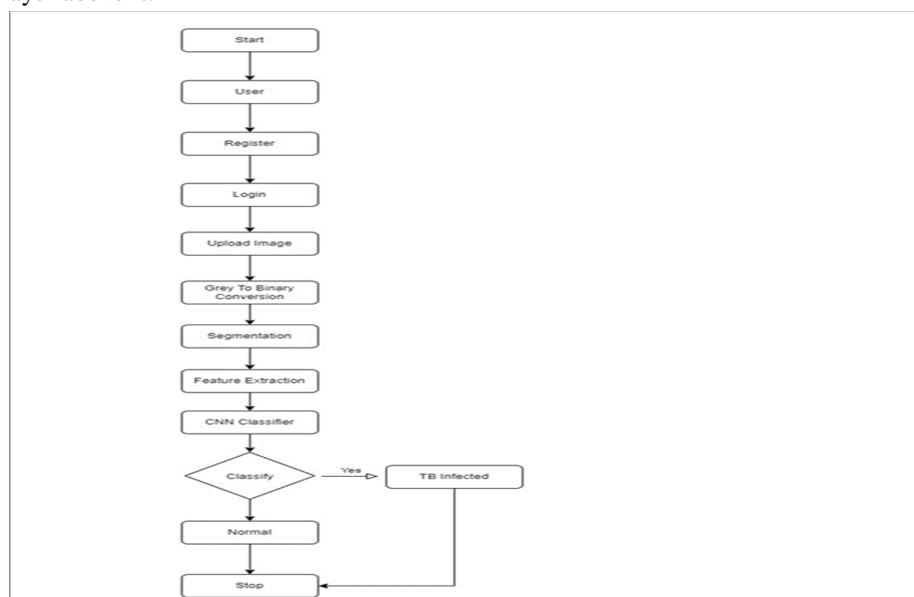 Start
User
Register
Login
Upload Image
Grey To Binary
Conversion
Segmentation
Feature Extraction
CNN Classifier
Classify
Yes
TB Infected
Normal
Stop